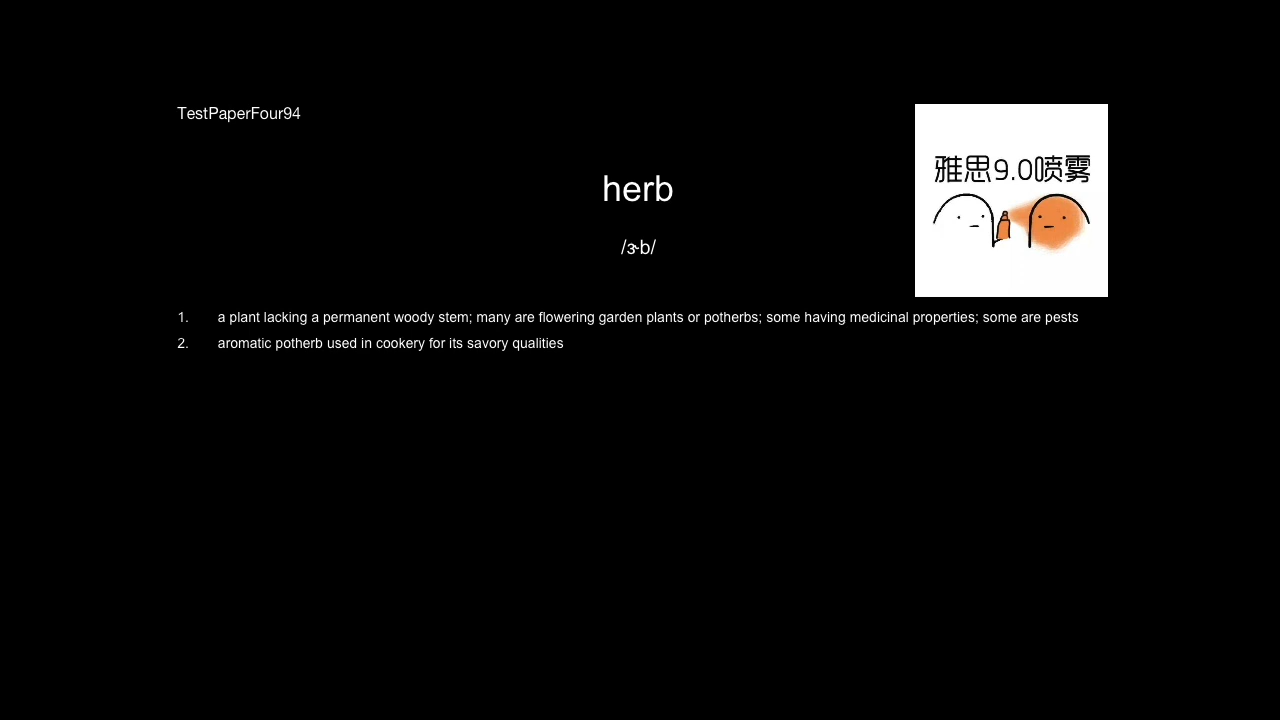 TestPaperFour94
雅思9.0喷雾
herb
/ɝb/
1. a plant lacking a permanent woody stem; many are flowering garden plants or potherbs; some having medicinal properties; some are pests
2. aromatic potherb used in cookery for its savory qualities